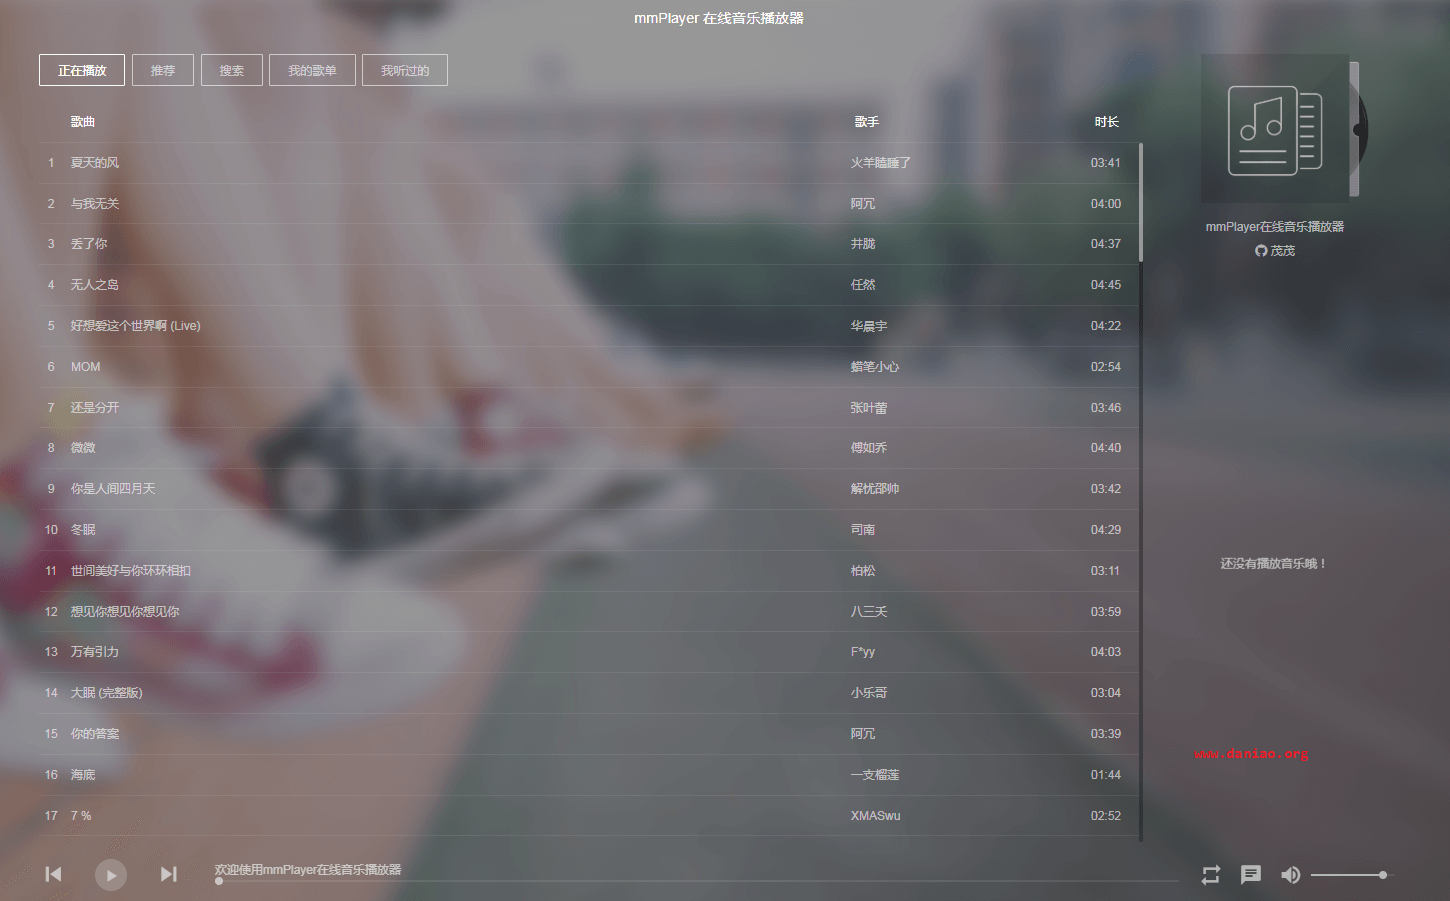 mmPlayer 在线音乐播放器
正在播放 推荐 搜索 我的歌单 我听过的
歌曲 歌手 时长
1 夏天的风 火羊瞌睡了 03:41
2 与我无关 阿冗 04:00
3 丢了你 井胧 04:37
4 无人之岛 任然 04:45
5 好想爱这个世界啊 (Live) 华晨宇 04:22
6 MOM 蜡笔小心 02:54
7 还是分开 张叶蕾 03:46
8 微微 傅如乔 04:40
9 你是人间四月天 解忧邵帅 03:42
10 冬眠 司南 04:29
11 世间美好与你环环相扣 柏松 03:11
12 想见你想见你想见你 八三夭 03:59
13 万有引力 F*yy 04:03
14 大眠 (完整版) 小乐哥 03:04
15 你的答案 阿冗 03:39
16 海底 一支榴莲 01:44
17 7 % XMASwu 02:52
mmPlayer在线音乐播放器
茂茂
还没有播放音乐哦！
www.daniao.org
欢迎使用mmPlayer在线音乐播放器